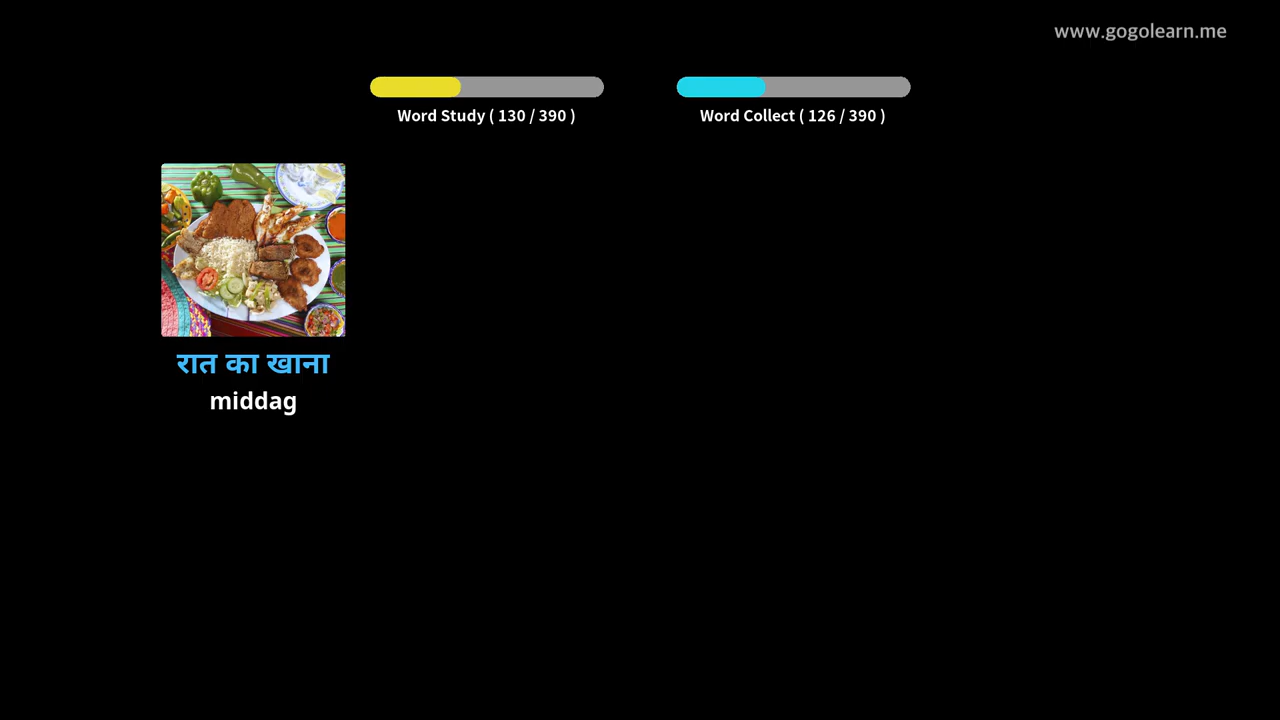 www.gogolearn.me
Word Study ( 130 / 390 )
Word Collect ( 126 / 390 )
रात का खाना
middag